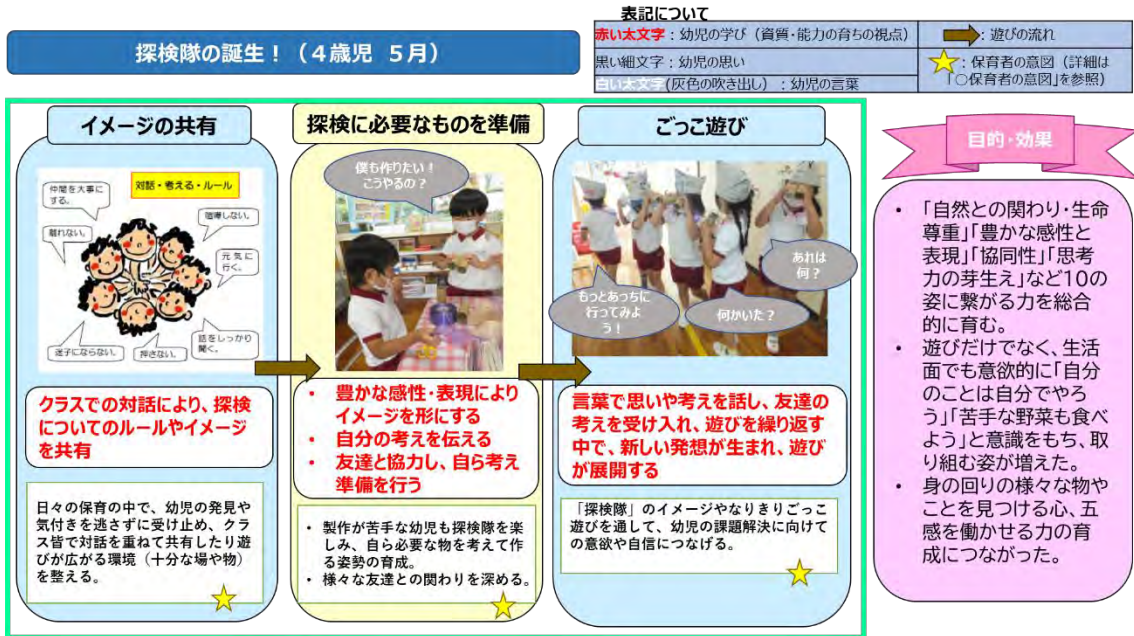 探検隊の誕生！（４歳児 ５月）
表記について
赤い太文字：幼児の学び（資質・能力の育ちの視点）
黒い細文字：幼児の思い
白い太文字(灰色の吹き出し）：幼児の言葉
：遊びの流れ
：保育者の意図（詳細は
「○保育者の意図」を参照）
イメージの共有
対話・考える・ルール
仲間を大事に
する。
離れない。
喧嘩しない。
元気に
行く。
話をしっかり
聞く。
押さない。
迷子にならない。
クラスでの対話により、探検
についてのルールやイメージ
を共有
日々の保育の中で、幼児の発見や
気付きを逃さずに受け止め、クラ
ス皆で対話を重ねて共有したり遊
びが広がる環境（十分な場や物）
を整える。
探検に必要なものを準備
僕も作りたい！
こうやるの？
• 豊かな感性・表現により
イメージを形にする
• 自分の考えを伝える
• 友達と協力し、自ら考え
準備を行う
• 製作が苦手な幼児も探検隊を楽
しみ、自ら必要な物を考えて作
る姿勢の育成。
• 様々な友達との関わりを深める。
ごっこ遊び
もっとあっちに
行ってみよ
う！
何かいた？
あれは
何？
言葉で思いや考えを話し、友達の
考えを受け入れ、遊びを繰り返す
中で、新しい発想が生まれ、遊び
が展開する
「探検隊」のイメージやなりきりごっこ
遊びを通して、幼児の課題解決に向けて
の意欲や自信につなげる。
目的・効果
• 「自然との関わり・生命
尊重」「豊かな感性と
表現」「協同性」「思考
力の芽生え」など10の
姿に繋がる力を総合
的に育む。
• 遊びだけでなく、生活
面でも意欲的に「自分
のことは自分でやろ
う」「苦手な野菜も食べ
よう」と意識をもち、取
り組む姿が増えた。
• 身の回りの様々な物や
ことを見つける心、五
感を働かせる力の育
成につながった。